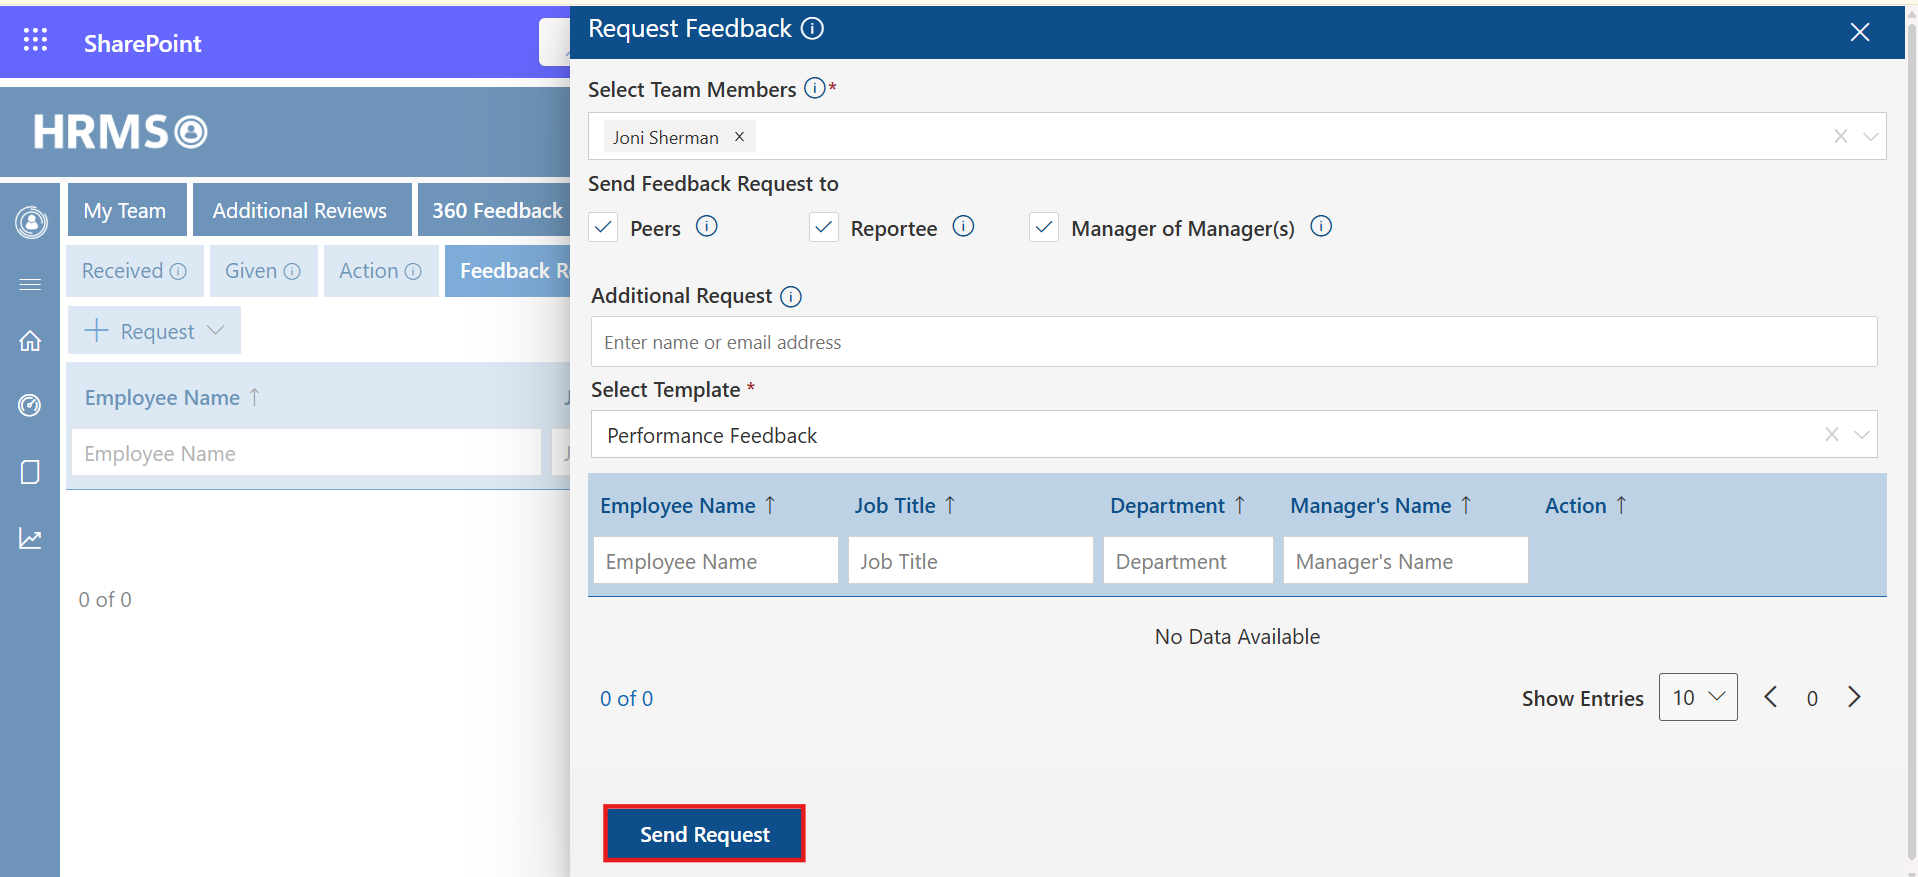 SharePoint
Request Feedback
HRMS
Select Team Members *
Joni Sherman
Send Feedback Request to
Peers Reportee Manager of Manager(s)
My Team Additional Reviews 360 Feedback
Received Given Action Feedback
Additional Request
Request
Enter name or email address
Select Template *
Performance Feedback
Employee Name
Employee Name
0 of 0
Employee Name Job Title Department Manager's Name Action
Employee Name Job Title Department Manager's Name
No Data Available
0 of 0 Show Entries 10 0
Send Request